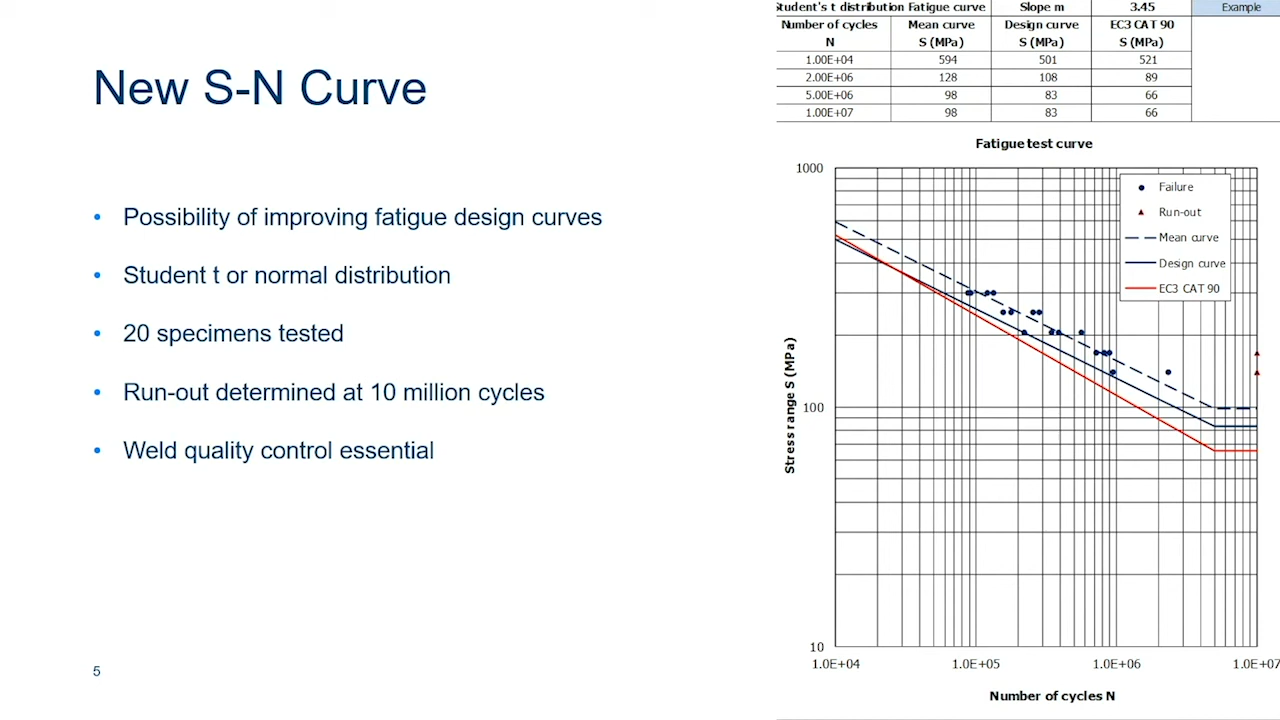 New S-N Curve
• Possibility of improving fatigue design curves
• Student t or normal distribution
• 20 specimens tested
• Run-out determined at 10 million cycles
• Weld quality control essential
5
Student's t distribution Fatigue curve Slope m 3.45 Example
Number of cycles Mean curve Design curve EC3 CAT 90
N S (MPa) S (MPa) S (MPa)
1.00E+04 594 501 521
2.00E+06 128 108 89
5.00E+06 98 83 66
1.00E+07 98 83 66
Fatigue test curve
1000
100
10
Stress range S (MPa)
Failure
Run-out
Mean curve
Design curve
EC3 CAT 90
1.0E+04 1.0E+05 1.0E+06 1.0E+07
Number of cycles N